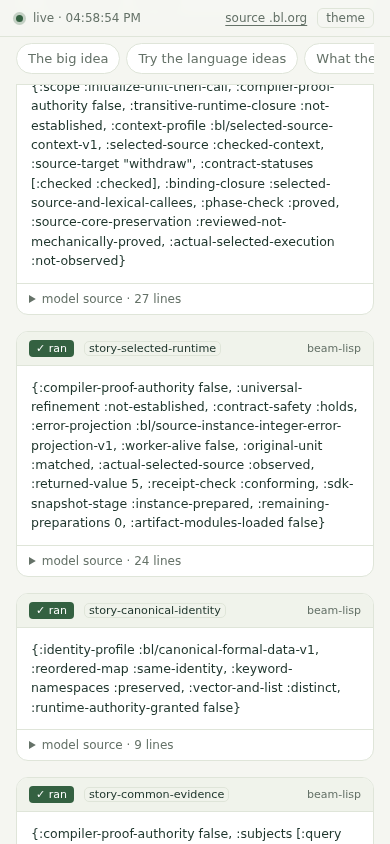 live · 04:58:54 PM
source .bl.org
theme
The big idea
Try the language ideas
What the
{:scope :initialize-unit-then-call, :compiler-proof-
authority false, :transitive-runtime-closure :not-
established, :context-profile :bl/selected-source-
context-v1, :selected-source :checked-context,
:source-target "withdraw", :contract-statuses
[:checked :checked], :binding-closure :selected-
source-and-lexical-callees, :phase-check :proved,
:source-core-preservation :reviewed-not-
mechanically-proved, :actual-selected-execution
:not-observed}
▶ model source · 27 lines
✓ ran
story-selected-runtime
beam-lisp
{:compiler-proof-authority false, :universal-
refinement :not-established, :contract-safety :holds,
:error-projection :bl/source-instance-integer-error-
projection-v1, :worker-alive false, :original-unit
:matched, :actual-selected-source :observed,
:returned-value 5, :receipt-check :conforming, :sdk-
snapshot-stage :instance-prepared, :remaining-
preparations 0, :artifact-modules-loaded false}
▶ model source · 24 lines
✓ ran
story-canonical-identity
beam-lisp
{:identity-profile :bl/canonical-formal-data-v1,
:reordered-map :same-identity, :keyword-
namespaces :preserved, :vector-and-list :distinct,
:runtime-authority-granted false}
▶ model source · 9 lines
✓ ran
story-common-evidence
beam-lisp
{:compiler-proof-authority false, :subjects [:query